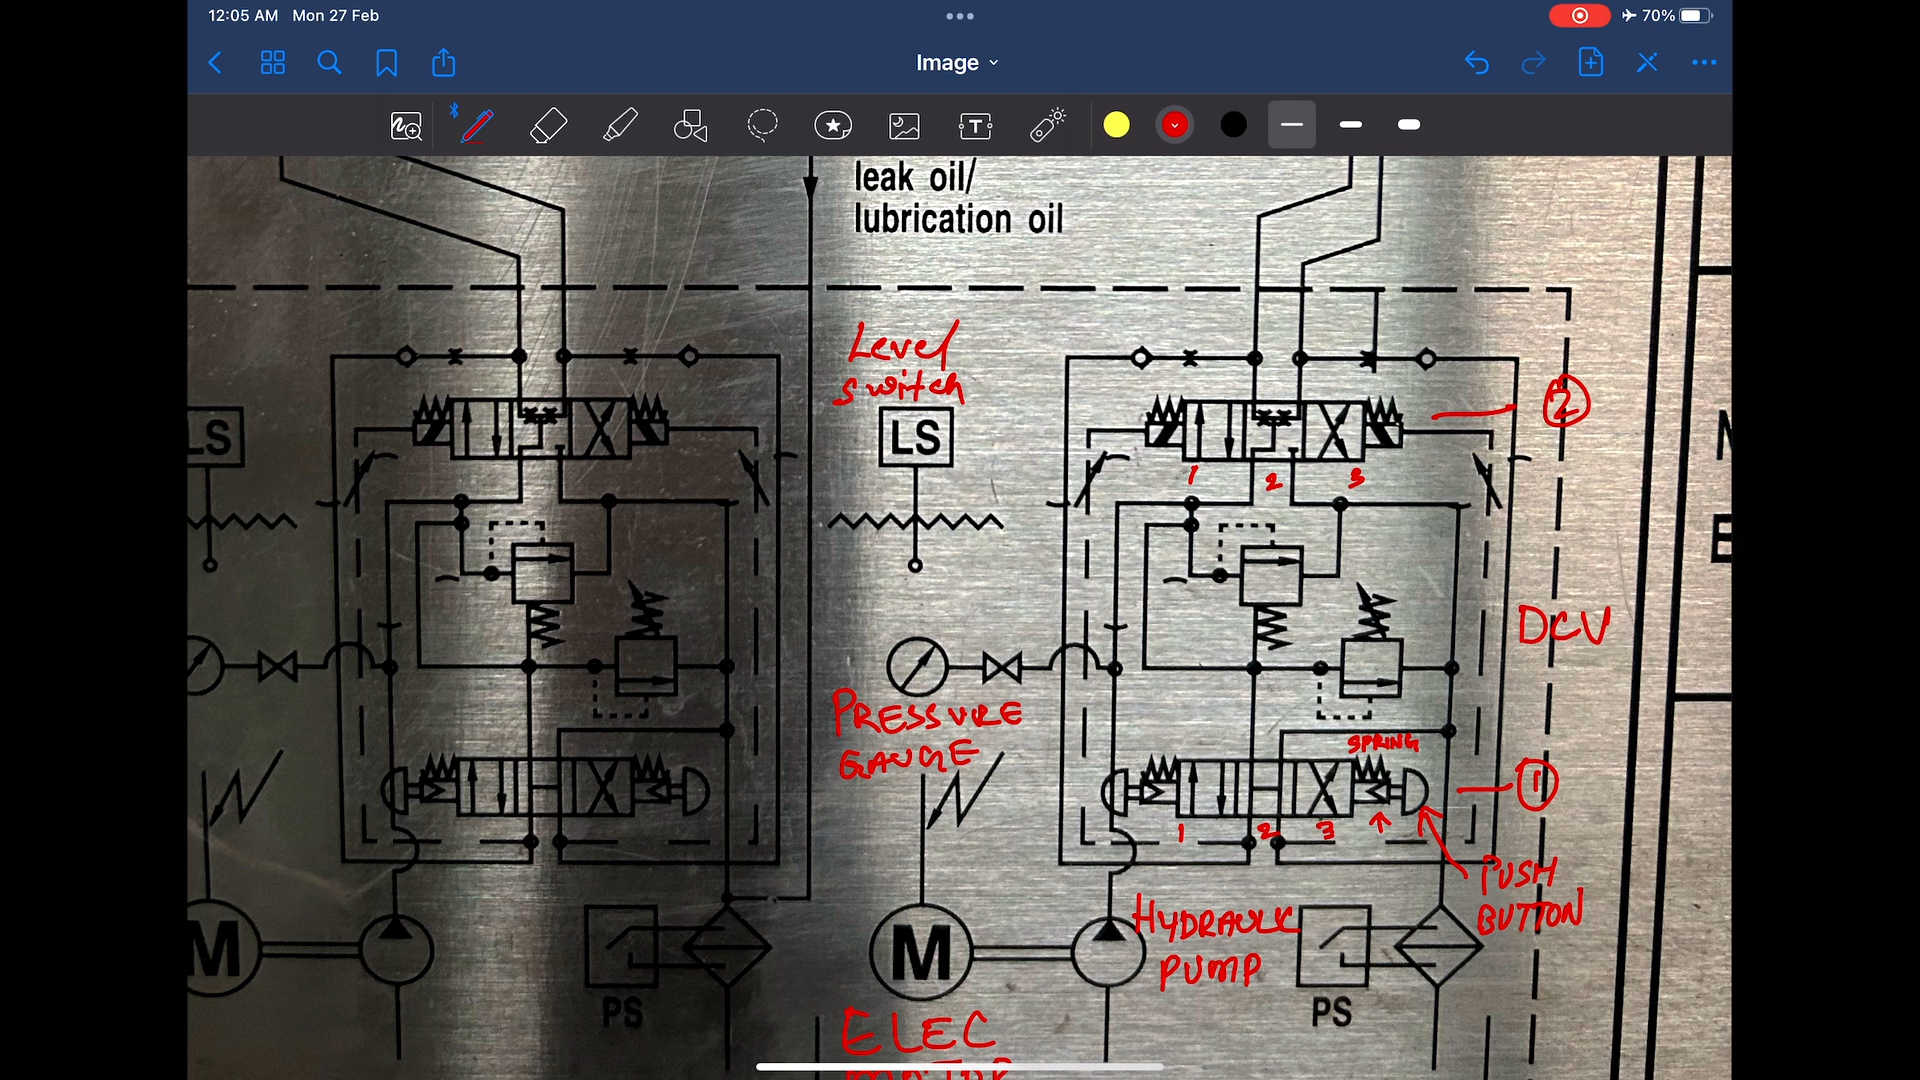 12:05 AM Mon 27 Feb
70%
Image
T
leak oil/
lubrication oil
Level
switch
2
LS
LS
1 2 3
DCV
PRESSURE
GAUGE
SPRING
1
1 2 3
PUSH
BUTTON
HYDRAULIC
PUMP
M
M
PS
PS
ELEC